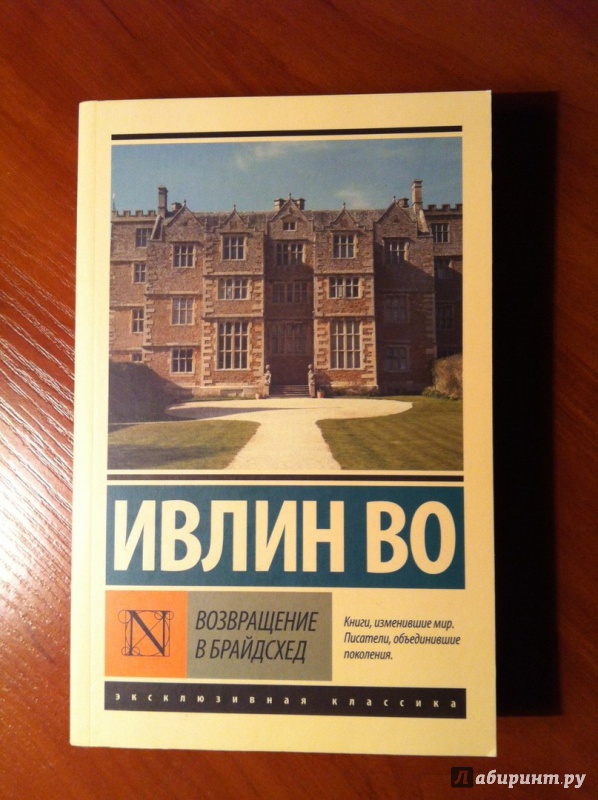 ИВЛИН ВО
N
ВОЗВРАЩЕНИЕ
В БРАЙДСХЕД
Книги, изменившие мир.
Писатели, объединившие
поколения.
эксклюзивная классика
Лабиринт.ру